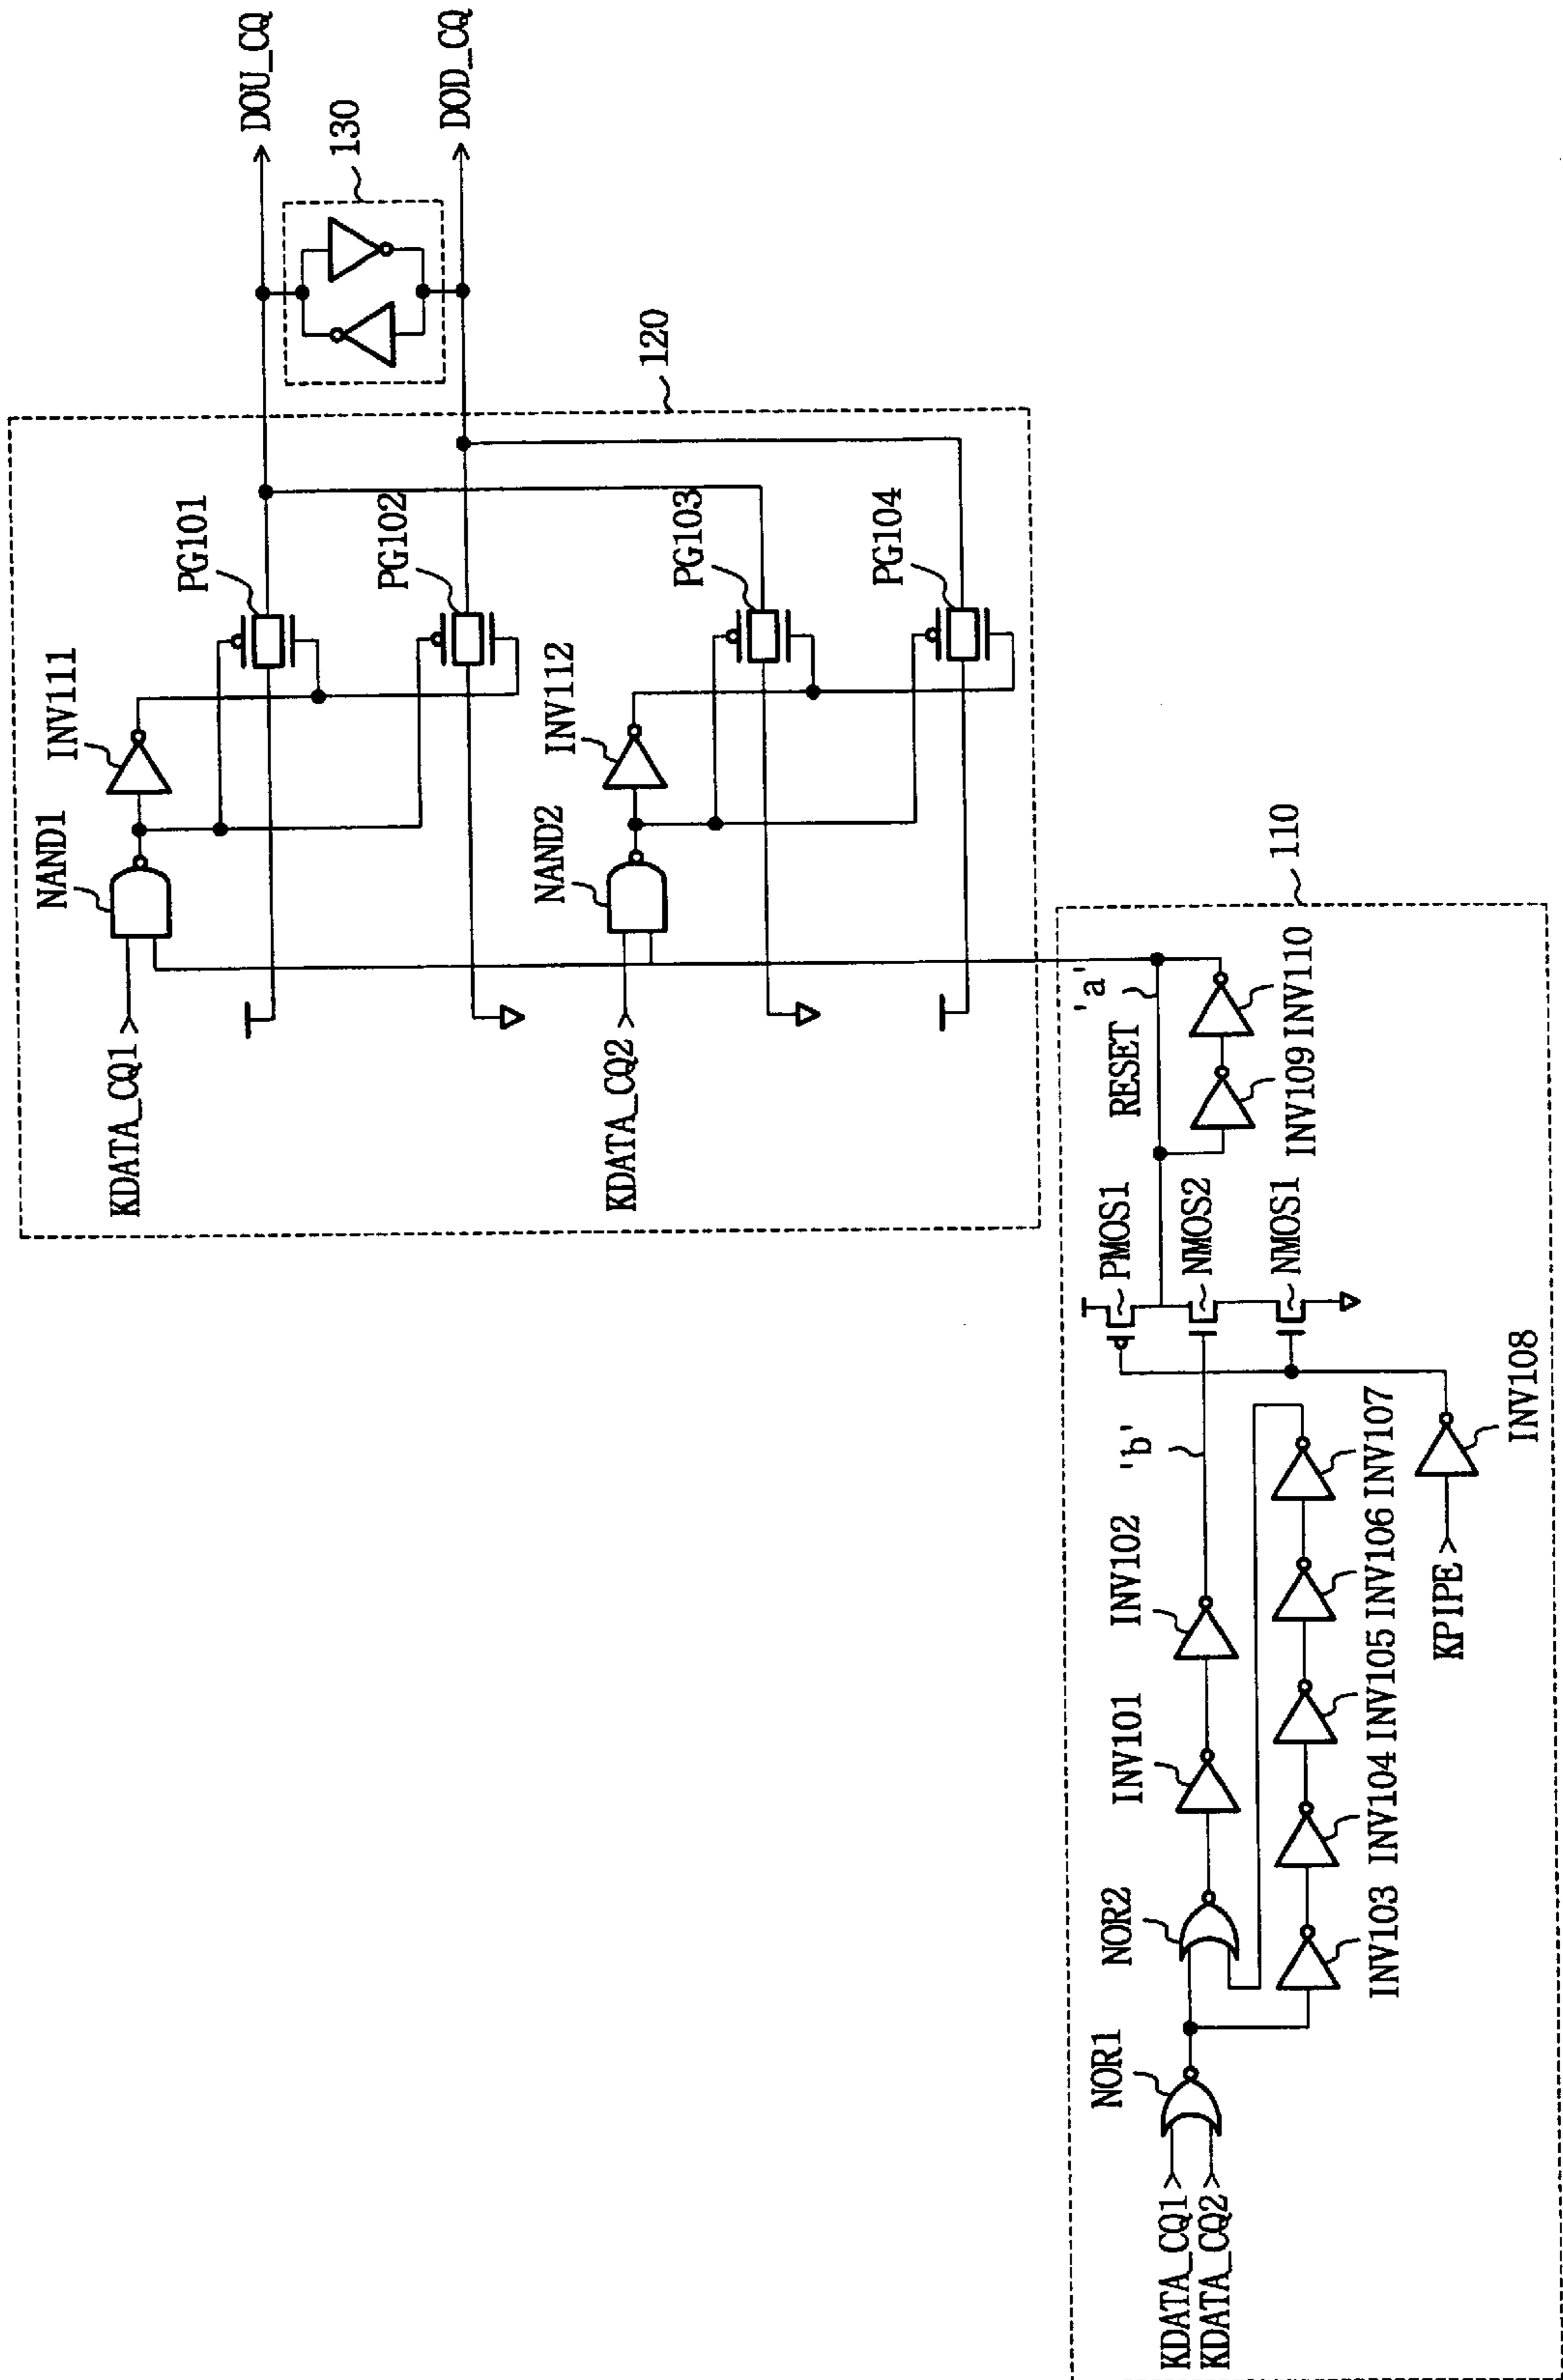 DOU_CQ
130
DOD_CQ
120
INV111
PG101
NAND1
PG102
KDATA_CQ1
INV112
PG103
NAND2
PG104
KDATA_CQ2
110
'a'
RESET
INV109
INV110
PMOS1
NMOS2
NMOS1
'b'
INV108
INV102
INV101
NOR2
INV103
INV104
INV105
INV106
INV107
KPIPE
NOR1
KDATA_CQ1
KDATA_CQ2